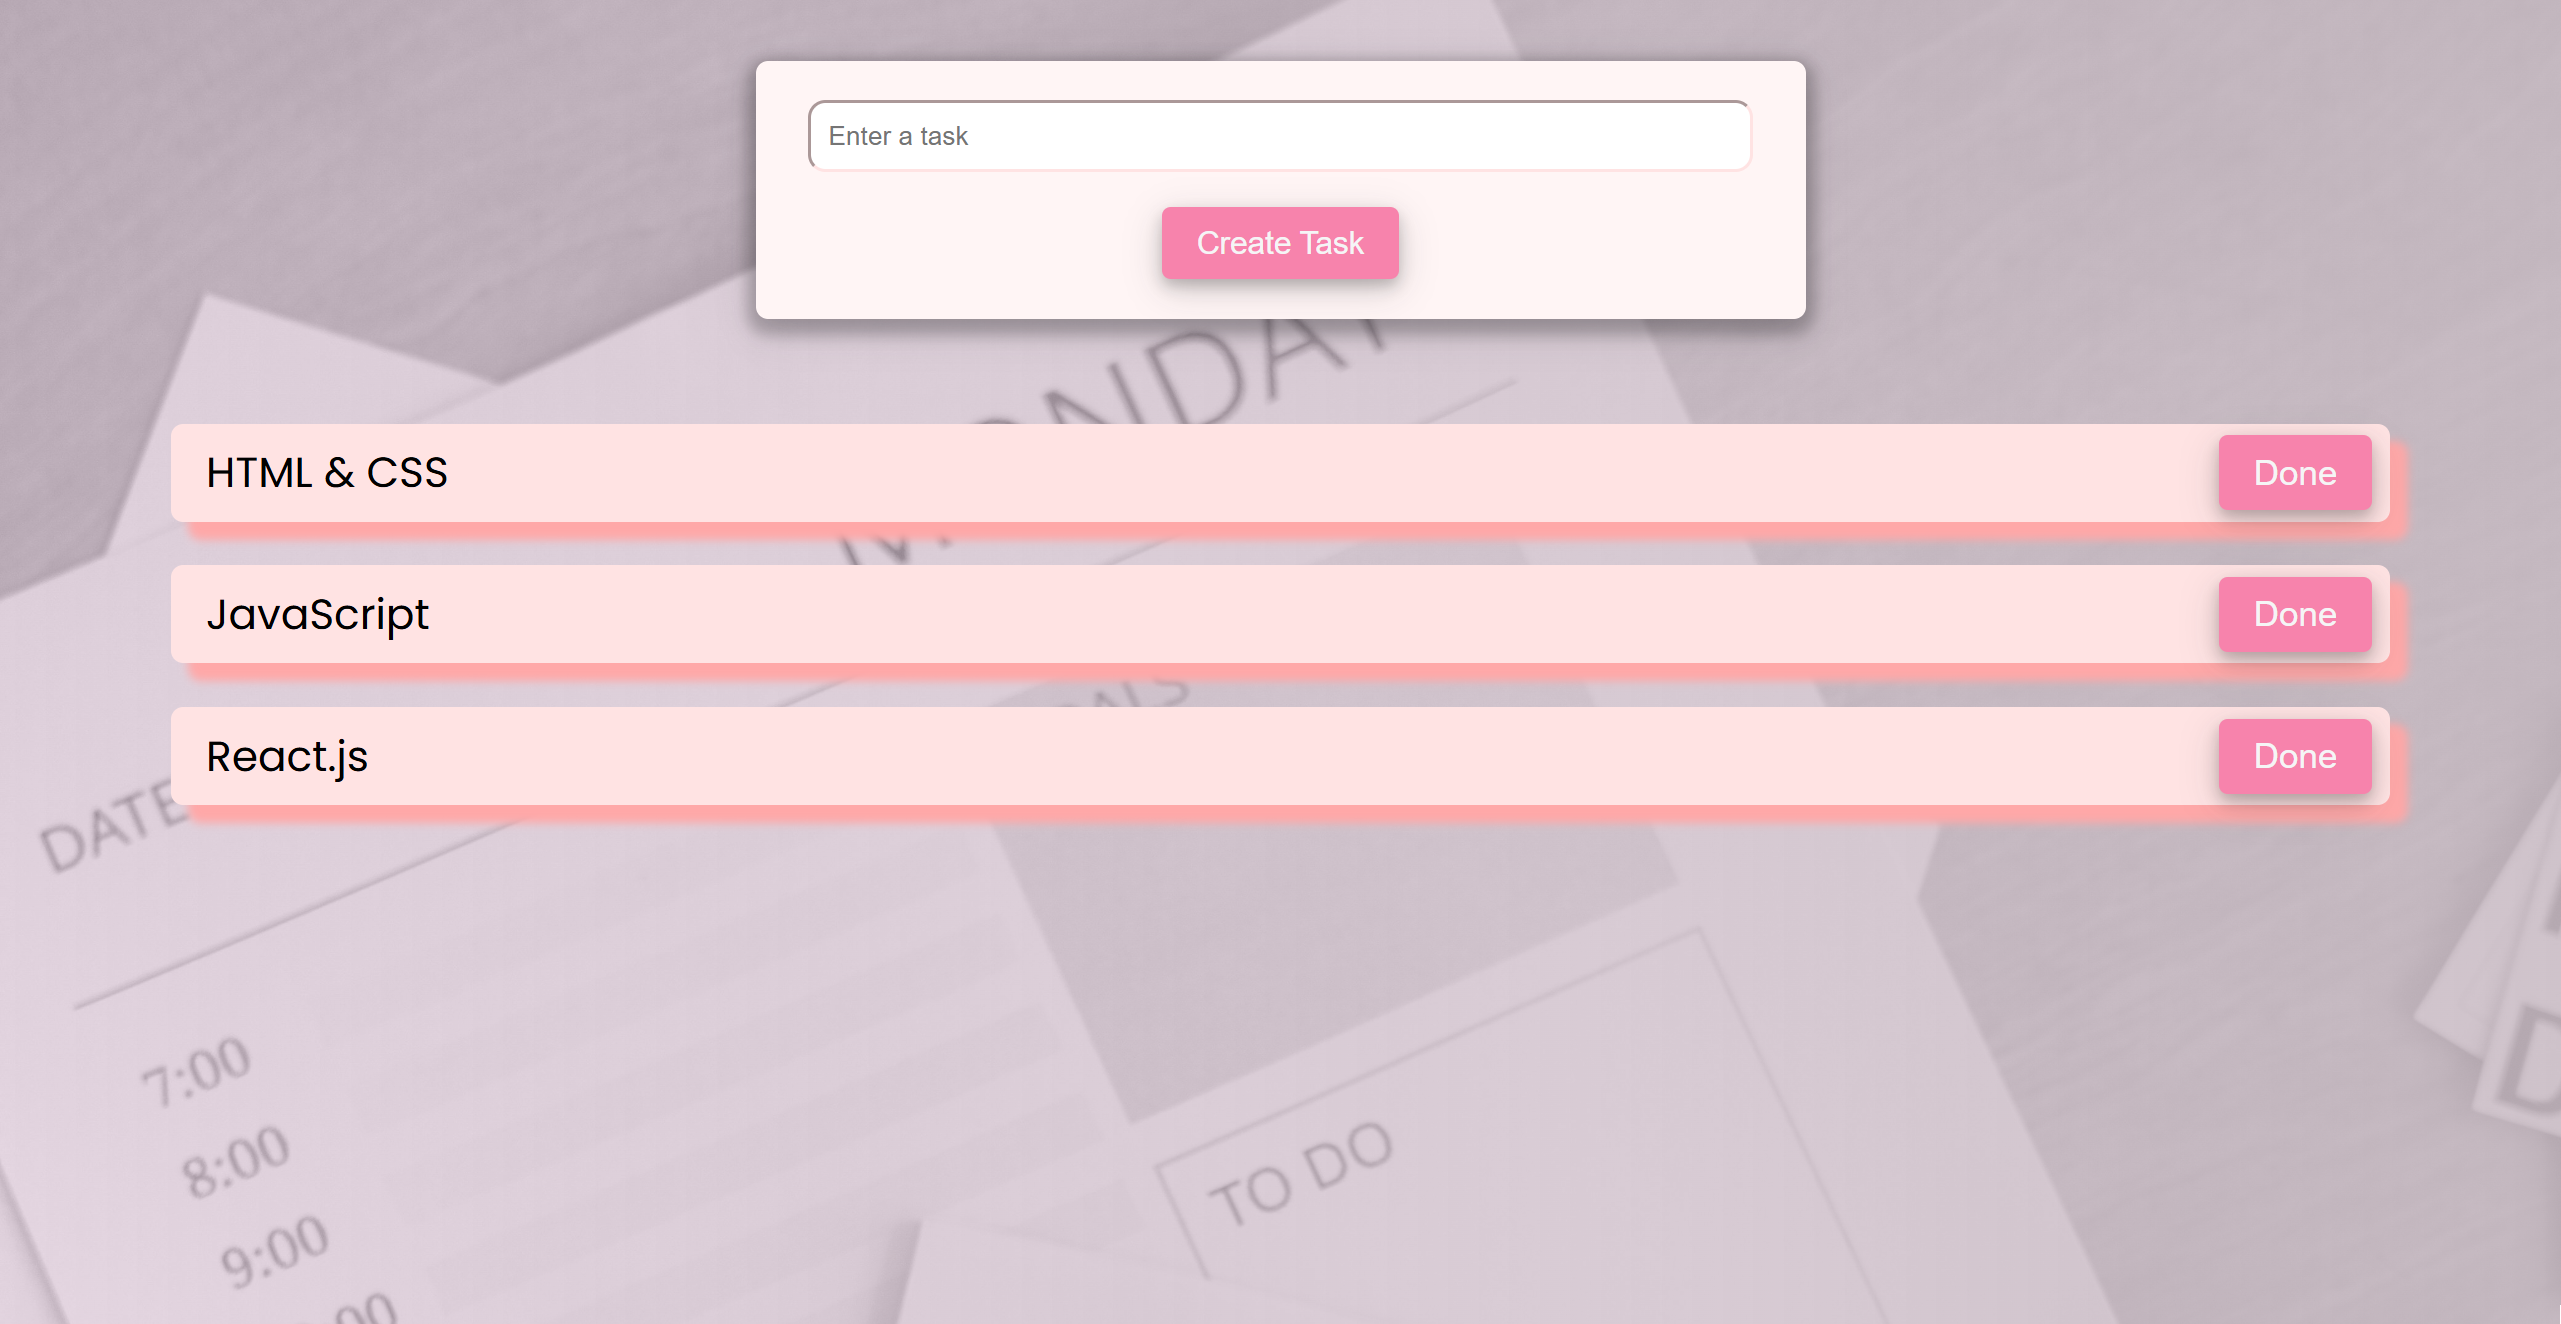 Enter a task
Create Task
MONDAY
HTML & CSS Done
JavaScript Done
React.js Done
DATE
7:00
8:00
9:00
TO DO